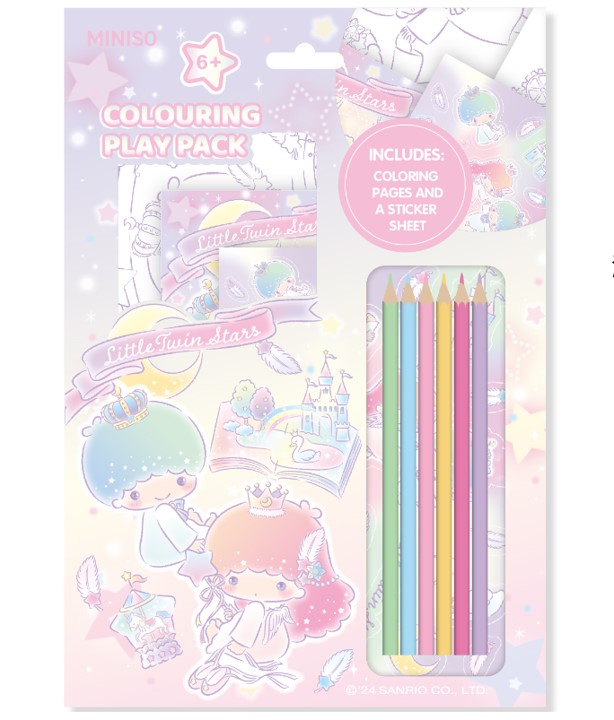 MINISO
6+
COLOURING
PLAY PACK
Little Twin Stars
INCLUDES:
COLORING
PAGES AND
A STICKER
SHEET
Little Twin Sta
Little Twin Stars
© '24 SANRIO CO., LTD.